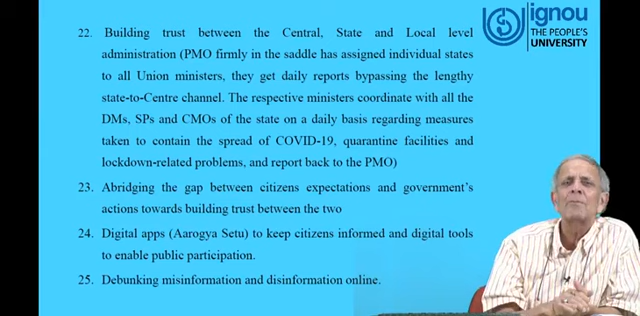 ignou
THE PEOPLE'S
UNIVERSITY
22. Building trust between the Central, State and Local level
administration (PMO firmly in the saddle has assigned individual states
to all Union ministers, they get daily reports bypassing the lengthy
state-to-Centre channel. The respective ministers coordinate with all the
DMs, SPs and CMOs of the state on a daily basis regarding measures
taken to contain the spread of COVID-19, quarantine facilities and
lockdown-related problems, and report back to the PMO)
23. Abridging the gap between citizens expectations and government's
actions towards building trust between the two
24. Digital apps (Aarogya Setu) to keep citizens informed and digital tools
to enable public participation.
25. Debunking misinformation and disinformation online.